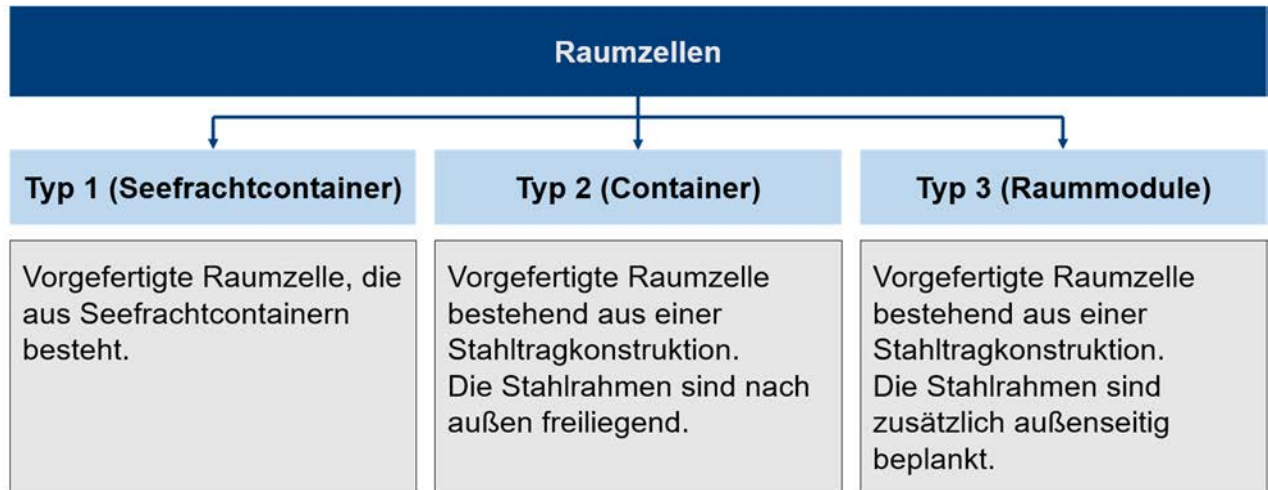 Raumzellen
Typ 1 (Seefrachtcontainer)
Vorgefertigte Raumzelle, die
aus Seefrachtcontainern
besteht.
Typ 2 (Container)
Vorgefertigte Raumzelle
bestehend aus einer
Stahltragkonstruktion.
Die Stahlrahmen sind nach
außen freiliegend.
Typ 3 (Raummodule)
Vorgefertigte Raumzelle
bestehend aus einer
Stahltragkonstruktion.
Die Stahlrahmen sind
zusätzlich außenseitig
beplankt.